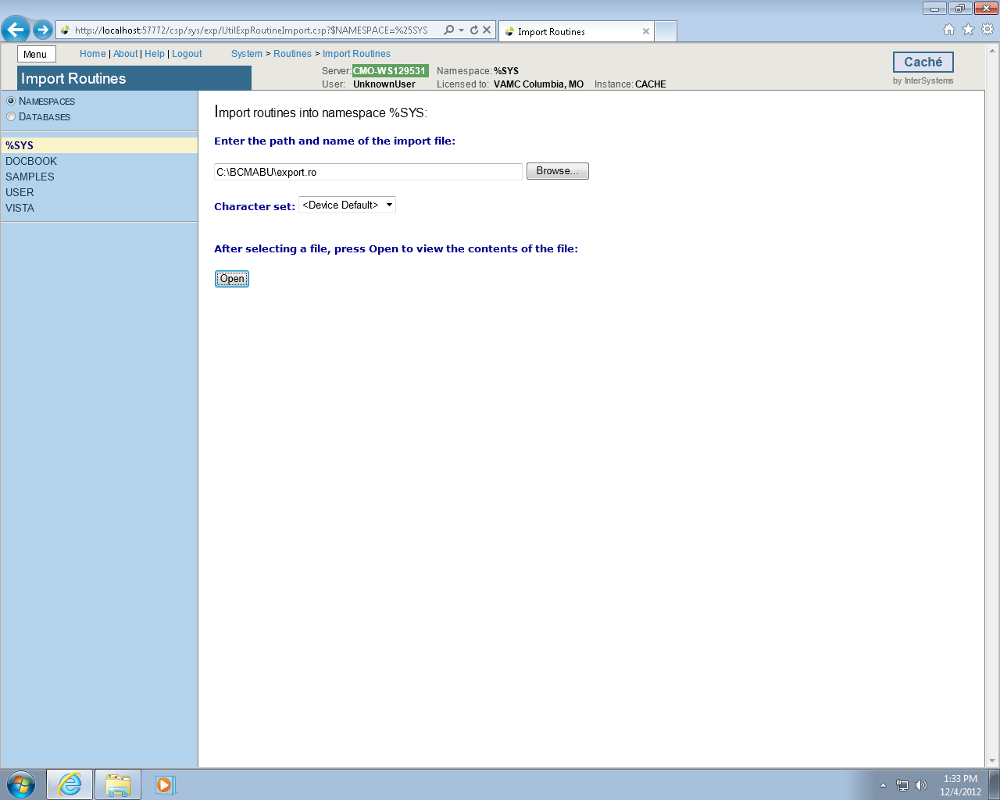 http://localhost:57772/csp/sys/exp/UtilExpRoutineImport.csp?$NAMESPACE=%25SYS
Import Routines
Menu
Home | About | Help | Logout
System > Routines > Import Routines
Server: CMO-WS129531 Namespace: %SYS
User: UnknownUser Licensed to: VAMC Columbia, MO Instance: CACHE
Caché
by InterSystems
Import Routines
NAMESPACES
DATABASES
%SYS
DOCBOOK
SAMPLES
USER
VISTA
Import routines into namespace %SYS:
Enter the path and name of the import file:
C:\BCMABU\export.ro Browse...
Character set: <Device Default>
After selecting a file, press Open to view the contents of the file:
Open
1:33 PM
12/4/2012